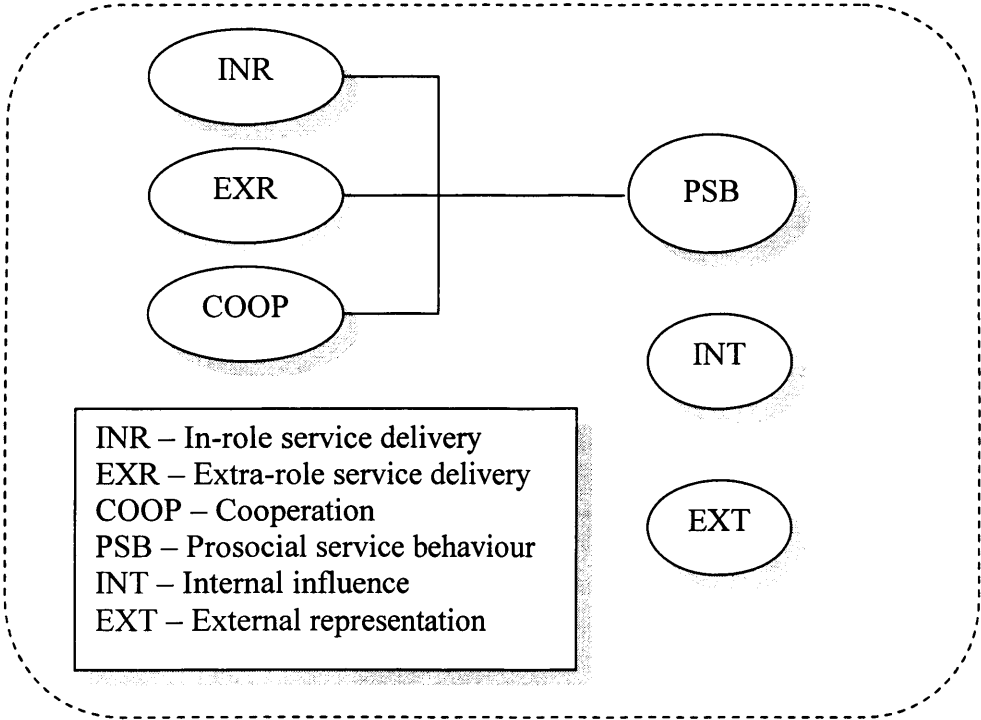 INR
EXR
PSB
COOP
INT
EXT
INR – In-role service delivery
EXR – Extra-role service delivery
COOP – Cooperation
PSB – Prosocial service behaviour
INT – Internal influence
EXT – External representation